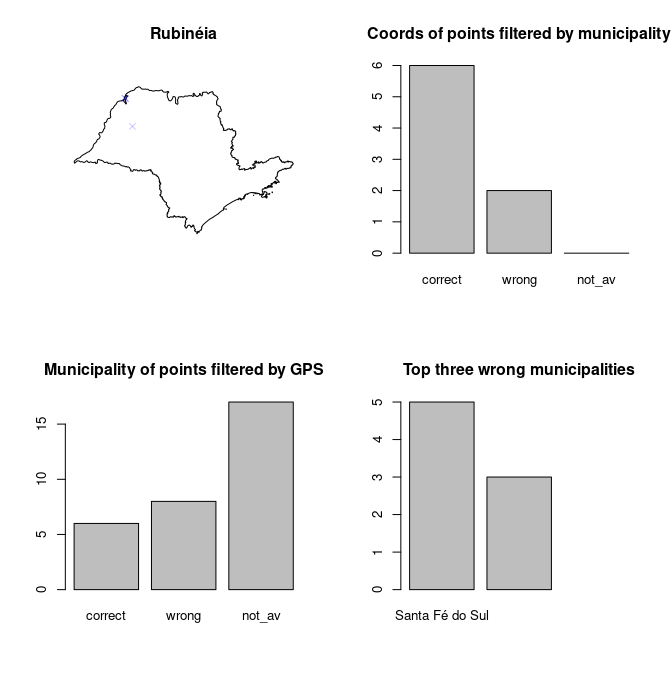 Rubinéia
Coords of points filtered by municipality
6
5
4
3
2
1
0
correct wrong not_av
Municipality of points filtered by GPS
15
10
5
0
correct wrong not_av
Top three wrong municipalities
5
4
3
2
1
0
Santa Fé do Sul